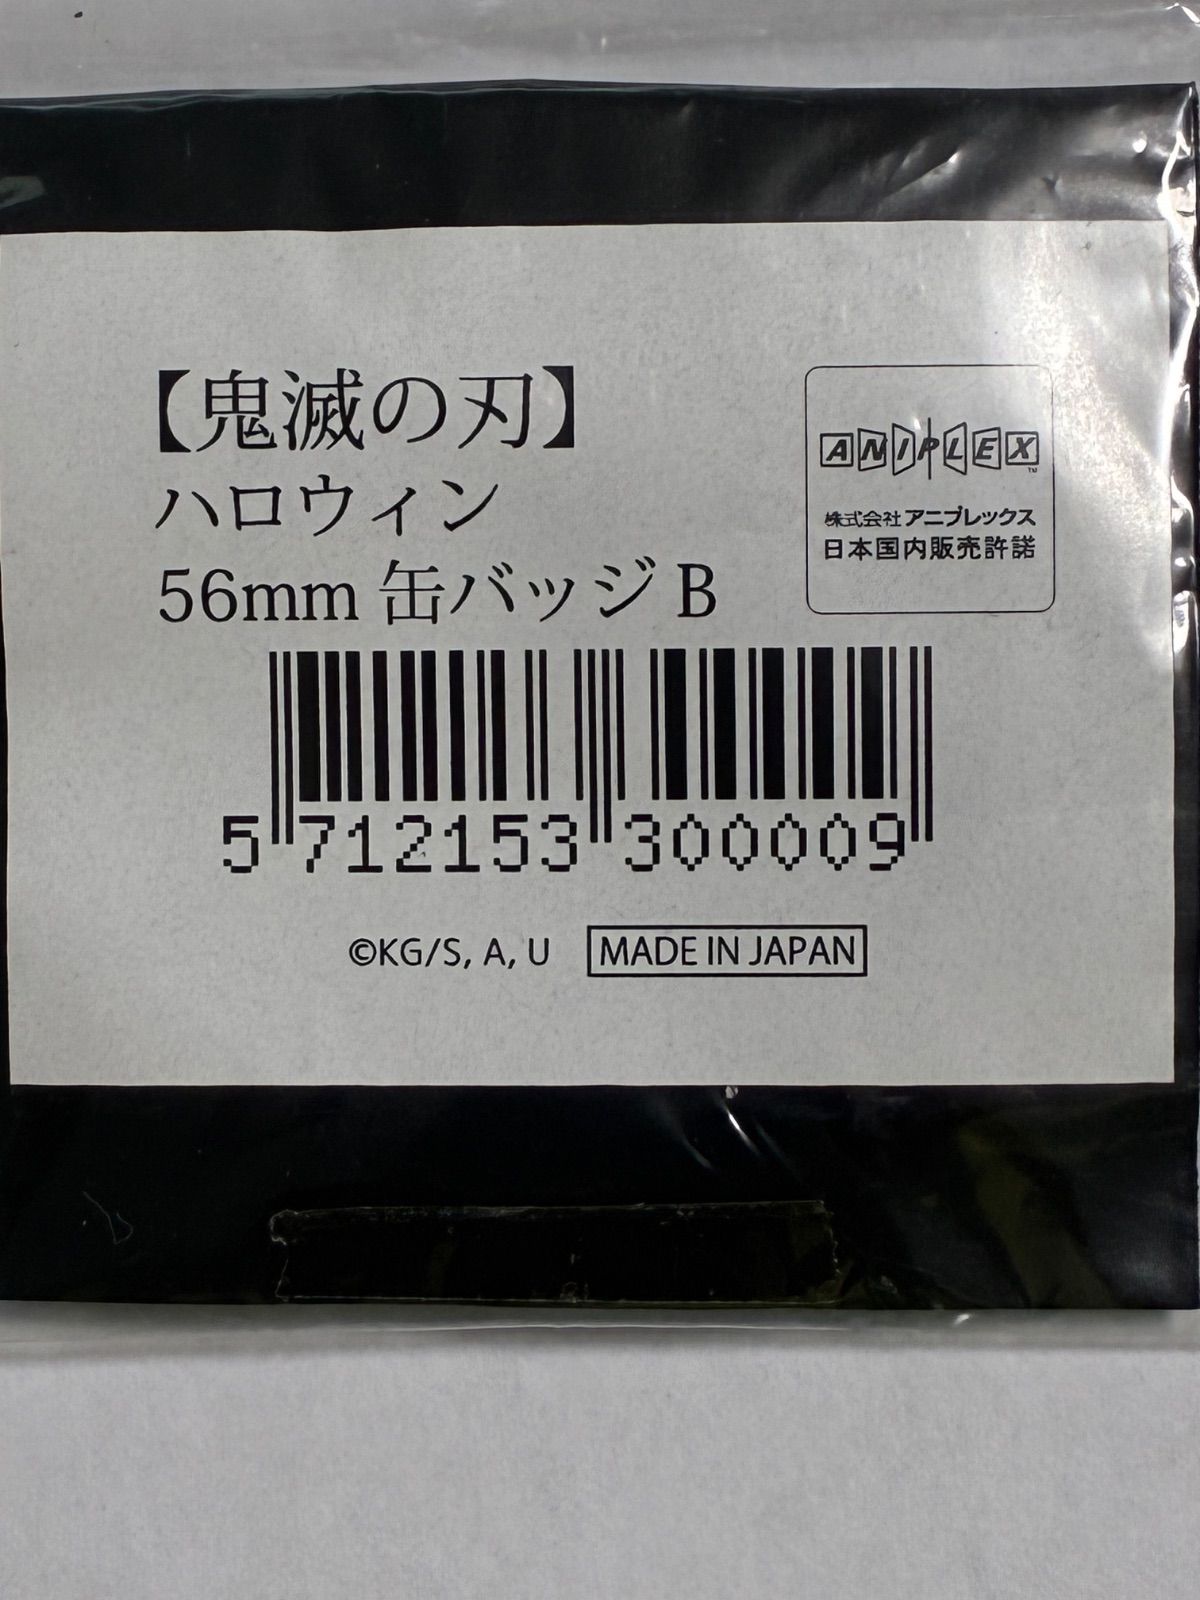 【鬼滅の刃】
ハロウィン
56mm 缶バッジ B
ANIPLEX™
株式会社アニプレックス
日本国内販売許諾
5 712153 300009
©KG/S, A, U
MADE IN JAPAN